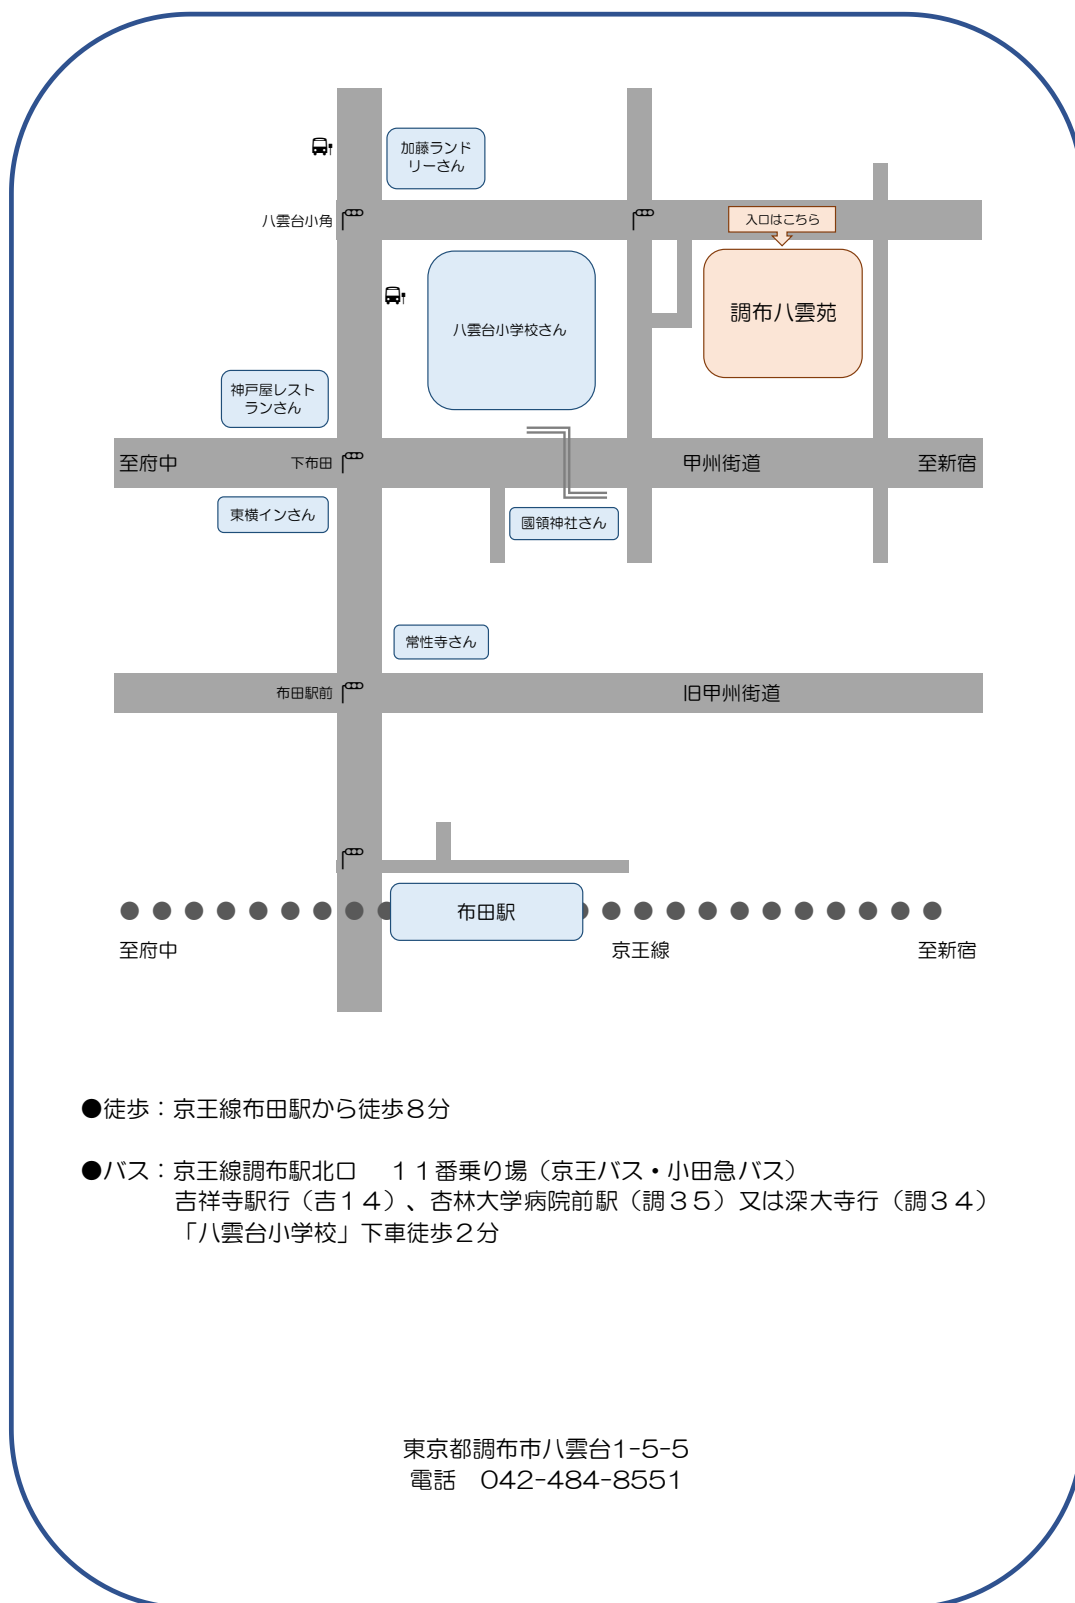 加藤ランド
リーさん
八雲台小角
入口はこちら
調布八雲苑
八雲台小学校さん
神戸屋レスト
ランさん
至府中
下布田
甲州街道
至新宿
東横インさん
國領神社さん
常性寺さん
布田駅前
旧甲州街道
布田駅
至府中
京王線
至新宿
●徒歩：京王線布田駅から徒歩８分
●バス：京王線調布駅北口　１１番乗り場（京王バス・小田急バス）
吉祥寺駅行（吉１４）、杏林大学病院前駅（調３５）又は深大寺行（調３４）
「八雲台小学校」下車徒歩２分
東京都調布市八雲台1-5-5
電話　042-484-8551